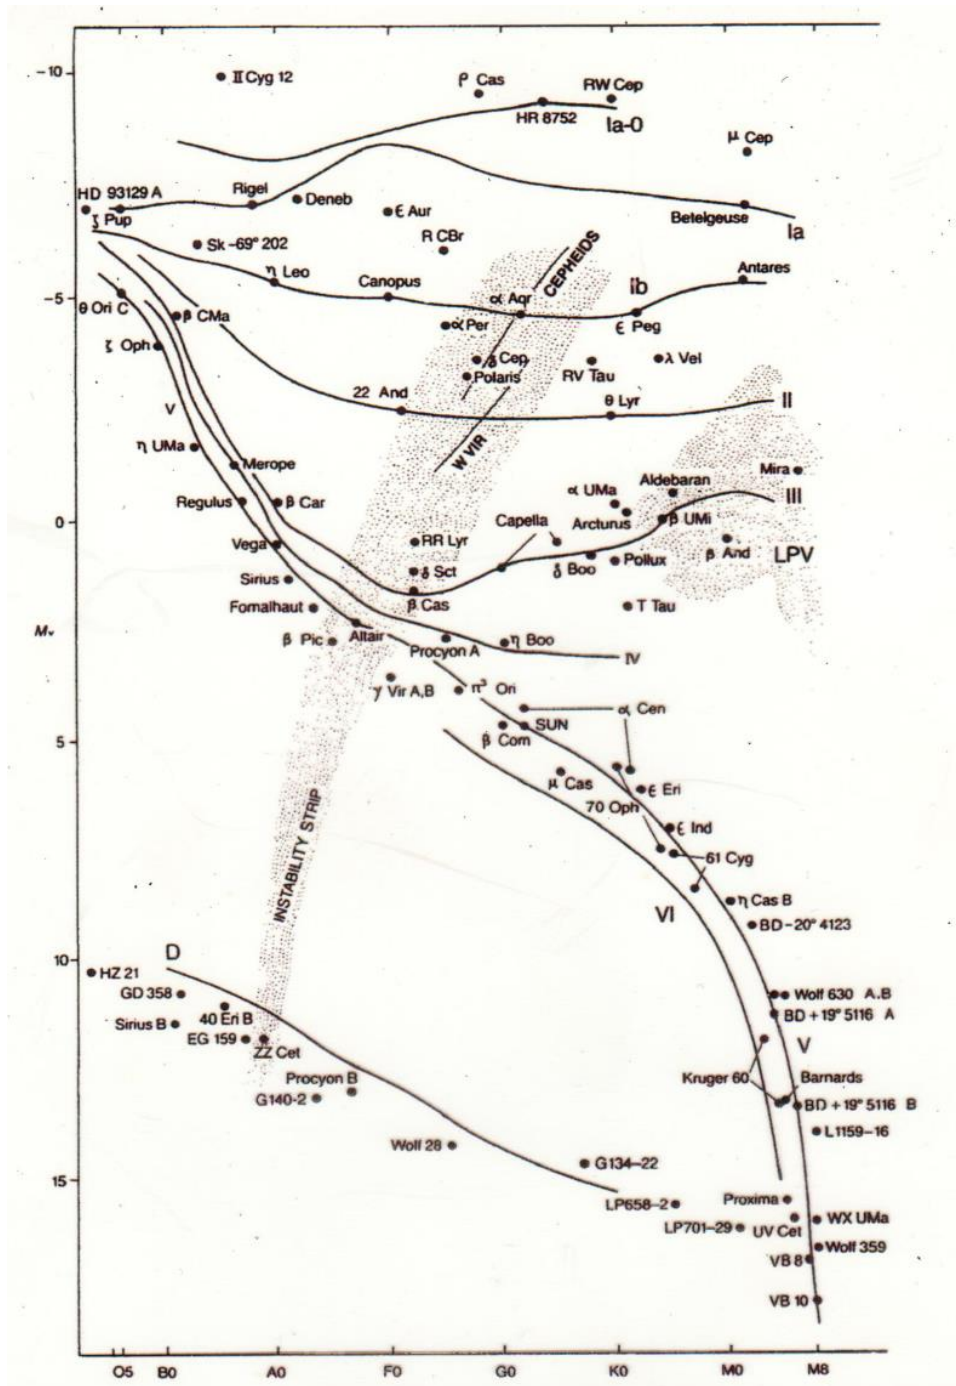 -10
II Cyg 12
ρ Cas
RW Cep
HR 8752
Ia-0
μ Cep
HD 93129 A
Rigel
Deneb
Betelgeuse
ζ Pup
ε Aur
Ia
Sk -69° 202
R CBr
CEPHEIDS
η Leo
Canopus
Ib
Antares
-5
α Aqr
θ Ori C
β CMa
α Per
ε Peg
ζ Oph
δ Cep
λ Vel
Polaris
RV Tau
22 And
θ Lyr
II
V
W VIR
η UMa
Merope
Aldebaran
Mira
α UMa
III
Regulus
β Car
Capella
Arcturus
β UMi
0
Vega
RR Lyr
β And
LPV
Sirius
δ Sct
δ Boo
Pollux
Fomalhaut
β Cas
T Tau
Mv
β Pic
Altair
Procyon A
η Boo
IV
γ Vir A,B
π³ Ori
α Cen
5
β Com
SUN
μ Cas
ε Eri
70 Oph
ε Ind
61 Cyg
INSTABILITY STRIP
VI
η Cas B
BD-20° 4123
10
D
HZ 21
GD 358
Wolf 630 A.B
Sirius B
40 Eri B
BD+19° 5116 A
EG 159
ZZ Cet
V
Procyon B
Kruger 60
Barnards
G140-2
BD+19° 5116 B
L1159-16
Wolf 28
G134-22
15
LP658-2
Proxima
LP701-29
UV Cet
WX UMa
Wolf 359
VB 8
VB 10
O5 B0 A0 F0 G0 K0 M0 M8